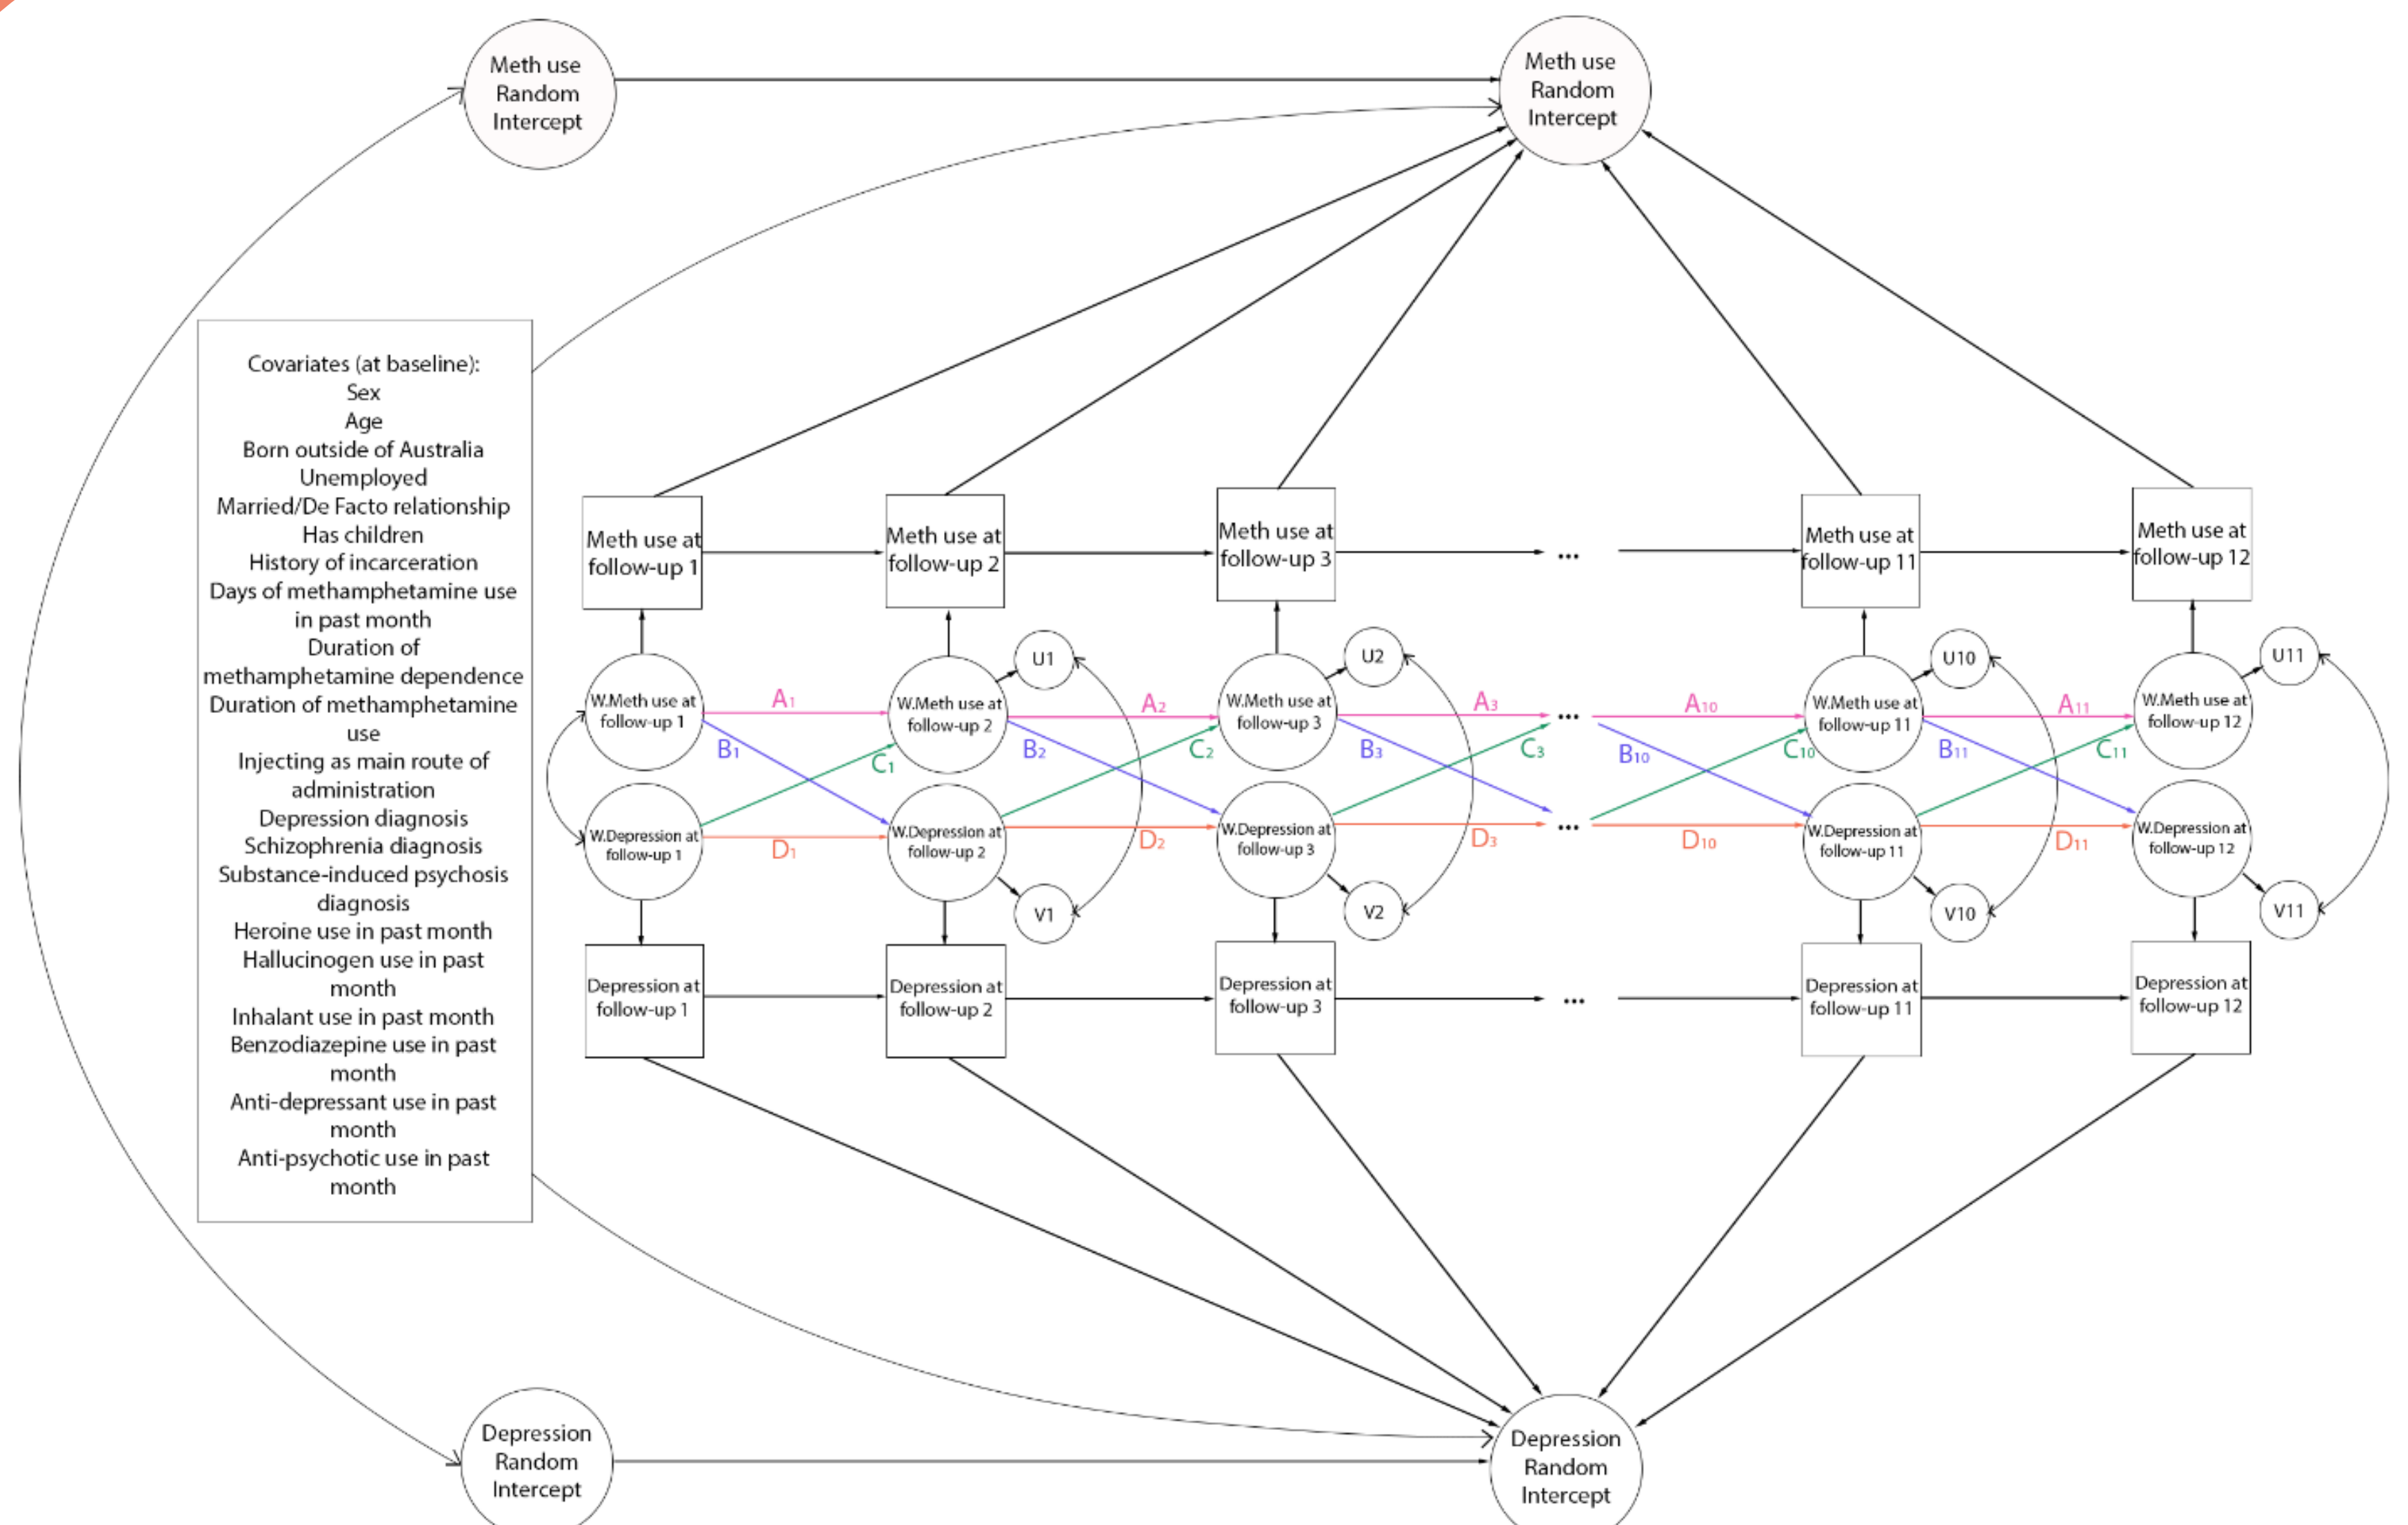 Meth use
Random
Intercept
Meth use
Random
Intercept
Covariates (at baseline):
Sex
Age
Born outside of Australia
Unemployed
Married/De Facto relationship
Has children
History of incarceration
Days of methamphetamine use
in past month
Duration of
methamphetamine dependence
Duration of methamphetamine
use
Injecting as main route of
administration
Depression diagnosis
Schizophrenia diagnosis
Substance-induced psychosis
diagnosis
Heroine use in past month
Hallucinogen use in past
month
Inhalant use in past month
Benzodiazepine use in past
month
Anti-depressant use in past
month
Anti-psychotic use in past
month
Meth use at
follow-up 1
Meth use at
follow-up 2
Meth use at
follow-up 3
...
Meth use at
follow-up 11
Meth use at
follow-up 12
U1
U2
U10
U11
W.Meth use at
follow-up 1
A1
W.Meth use at
follow-up 2
A2
W.Meth use at
follow-up 3
A3
...
A10
W.Meth use at
follow-up 11
A11
W.Meth use at
follow-up 12
B1
C1
B2
C2
B3
C3
B10
C10
B11
C11
W.Depression at
follow-up 1
D1
W.Depression at
follow-up 2
D2
W.Depression at
follow-up 3
D3
...
D10
W.Depression at
follow-up 11
D11
W.Depression at
follow-up 12
V1
V2
V10
V11
Depression at
follow-up 1
Depression at
follow-up 2
Depression at
follow-up 3
...
Depression at
follow-up 11
Depression at
follow-up 12
Depression
Random
Intercept
Depression
Random
Intercept